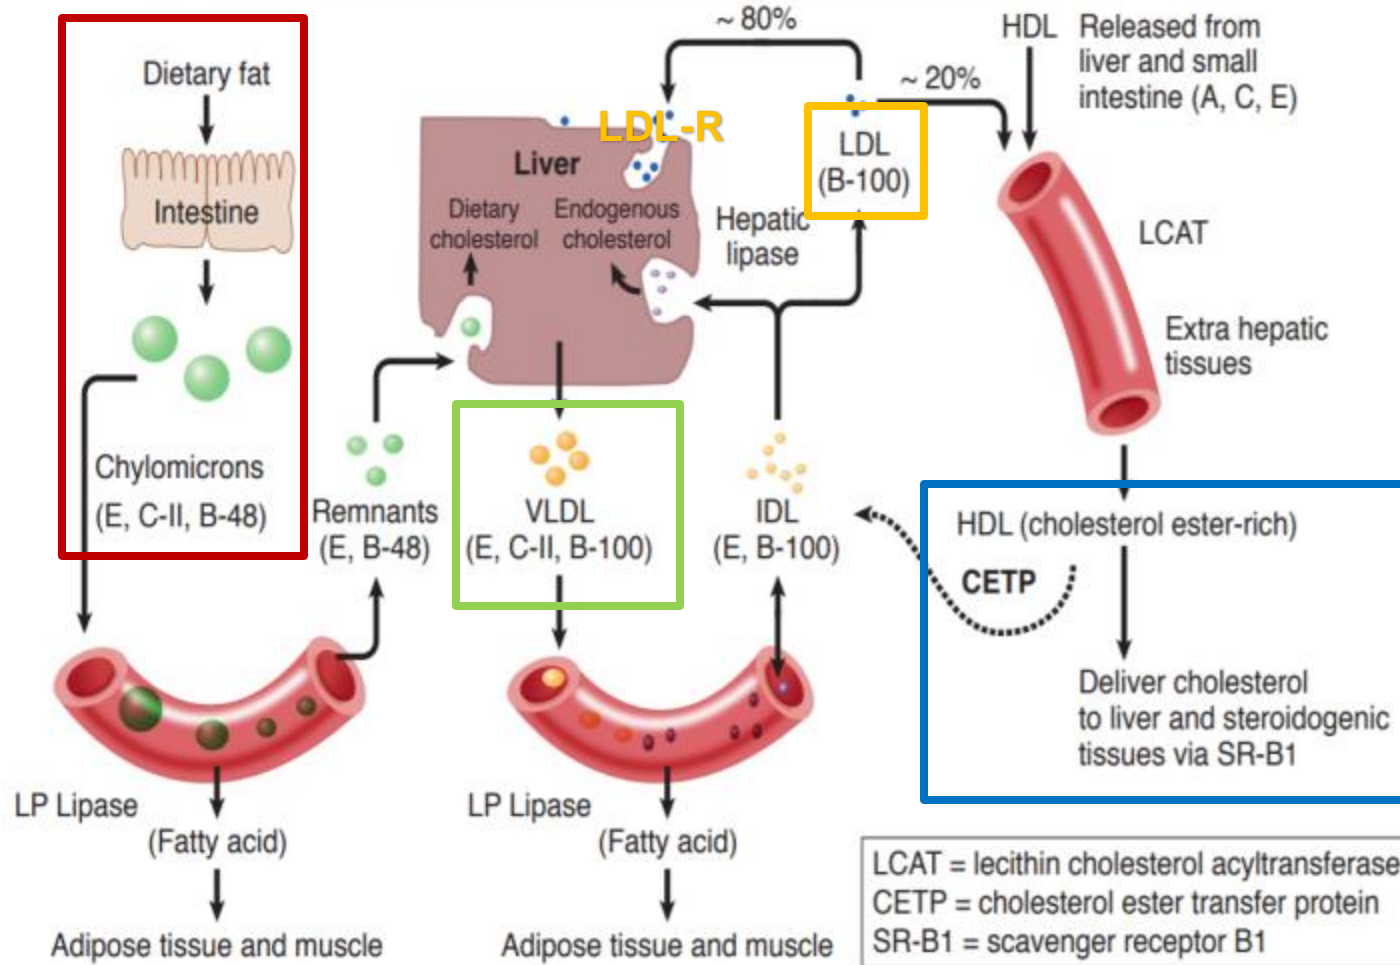 Dietary fat
Intestine
Chylomicrons
(E, C-II, B-48)
LP Lipase
(Fatty acid)
Adipose tissue and muscle
Remnants
(E, B-48)
Liver
Dietary
cholesterol
Endogenous
cholesterol
LDL-R
VLDL
(E, C-II, B-100)
LP Lipase
(Fatty acid)
Adipose tissue and muscle
IDL
(E, B-100)
Hepatic
lipase
~ 80%
LDL
(B-100)
~ 20%
HDL
Released from
liver and small
intestine (A, C, E)
LCAT
Extra hepatic
tissues
HDL (cholesterol ester-rich)
CETP
Deliver cholesterol
to liver and steroidogenic
tissues via SR-B1
LCAT = lecithin cholesterol acyltransferase
CETP = cholesterol ester transfer protein
SR-B1 = scavenger receptor B1